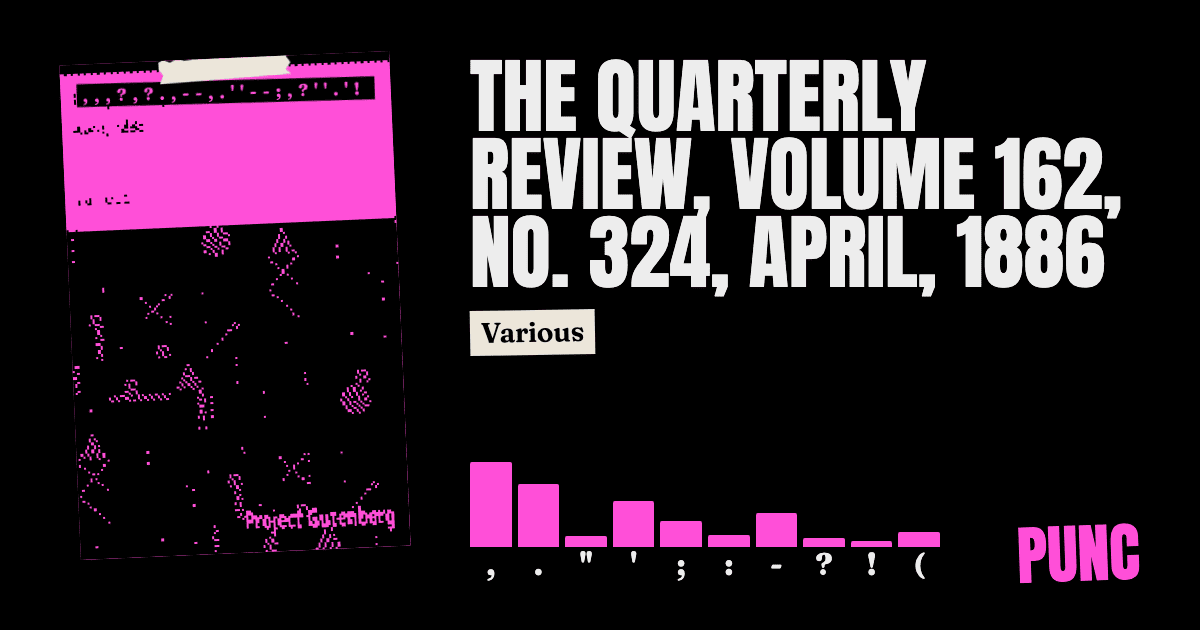 ,,,?,?.,--,.''--;,?''.'!
Project Gutenberg
THE QUARTERLY
REVIEW, VOLUME 162,
NO. 324, APRIL, 1886
Various
, . " ' ; : - ? ! (
PUNC